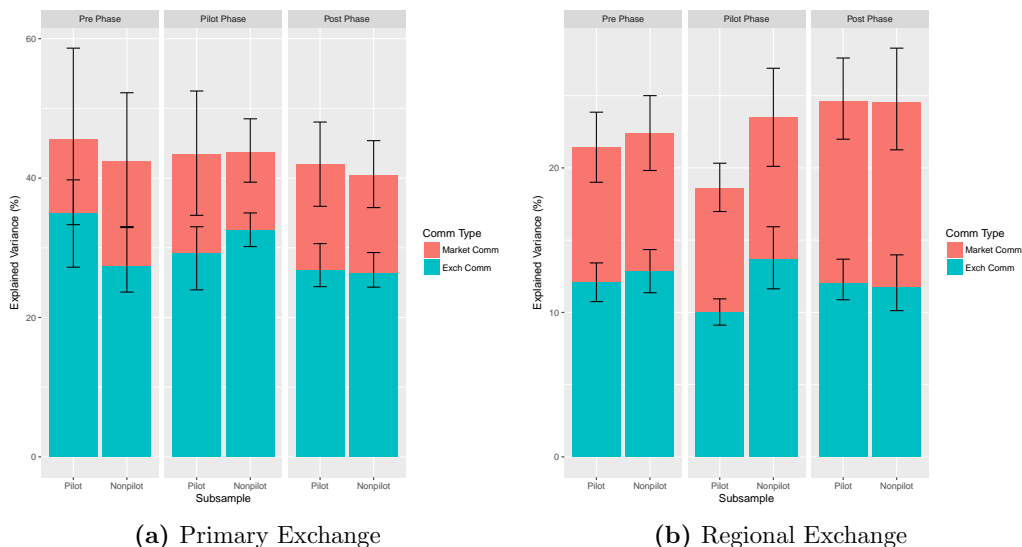 Pre Phase Pilot Phase Post Phase
60
40
20
0
Explained Variance (%)
Pilot Nonpilot Pilot Nonpilot Pilot Nonpilot
Subsample
Comm Type
Market Comm
Exch Comm
(a) Primary Exchange
Pre Phase Pilot Phase Post Phase
20
10
0
Explained Variance (%)
Pilot Nonpilot Pilot Nonpilot Pilot Nonpilot
Subsample
Comm Type
Market Comm
Exch Comm
(b) Regional Exchange